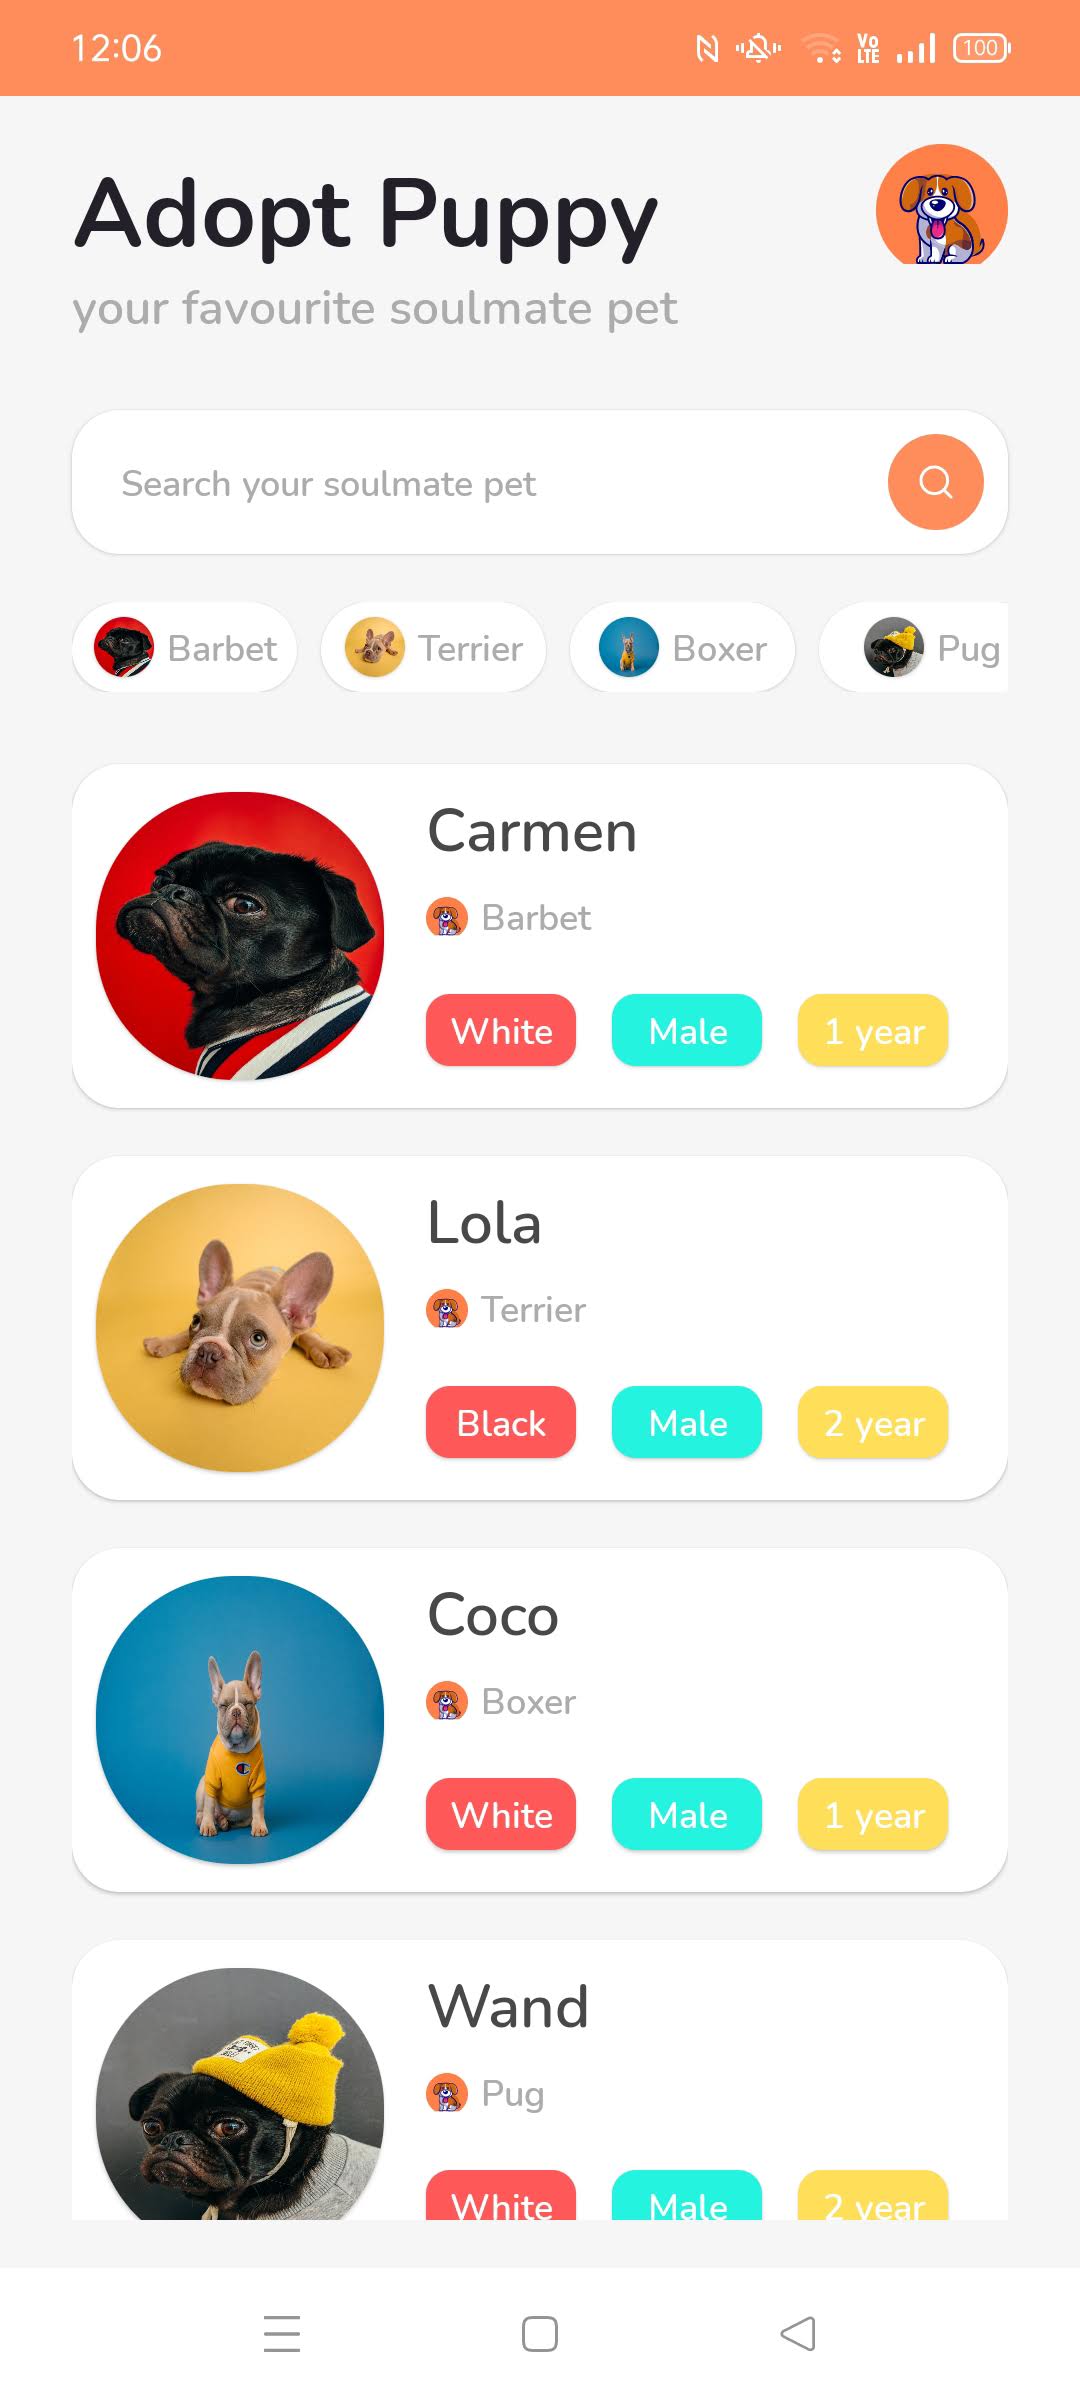 12:06 Vo LTE 100
Adopt Puppy
your favourite soulmate pet
Search your soulmate pet
Barbet Terrier Boxer Pug
Carmen
Barbet
White Male 1 year
Lola
Terrier
Black Male 2 year
Coco
Boxer
White Male 1 year
Wand
Pug
White Male 2 year